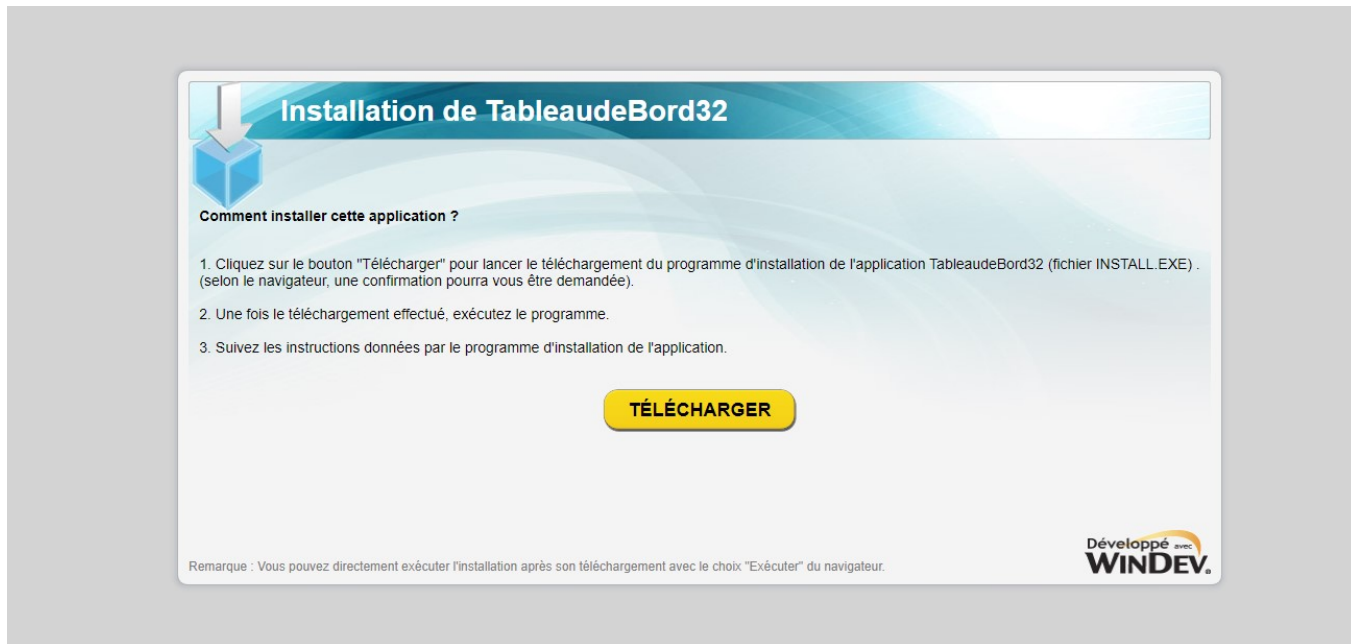 Installation de TableaudeBord32
Comment installer cette application ?
1. Cliquez sur le bouton "Télécharger" pour lancer le téléchargement du programme d'installation de l'application TableaudeBord32 (fichier INSTALL.EXE) .
(selon le navigateur, une confirmation pourra vous être demandée).
2. Une fois le téléchargement effectué, exécutez le programme.
3. Suivez les instructions données par le programme d'installation de l'application.
TÉLÉCHARGER
Développé avec
WINDEV®
Remarque : Vous pouvez directement exécuter l'installation après son téléchargement avec le choix "Exécuter" du navigateur.